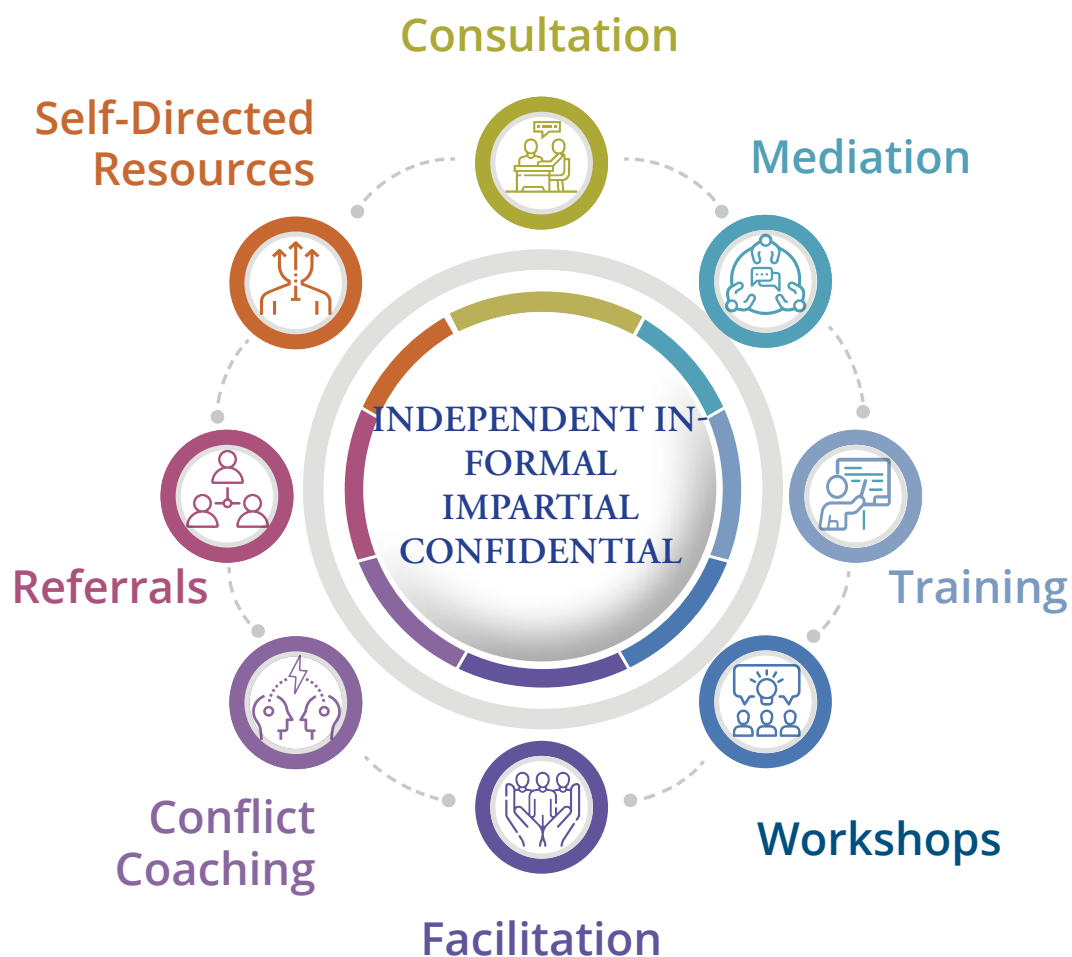 Consultation
Self-Directed
Resources
Mediation
INDEPENDENT IN-
FORMAL
IMPARTIAL
CONFIDENTIAL
Referrals
Training
Conflict
Coaching
Workshops
Facilitation